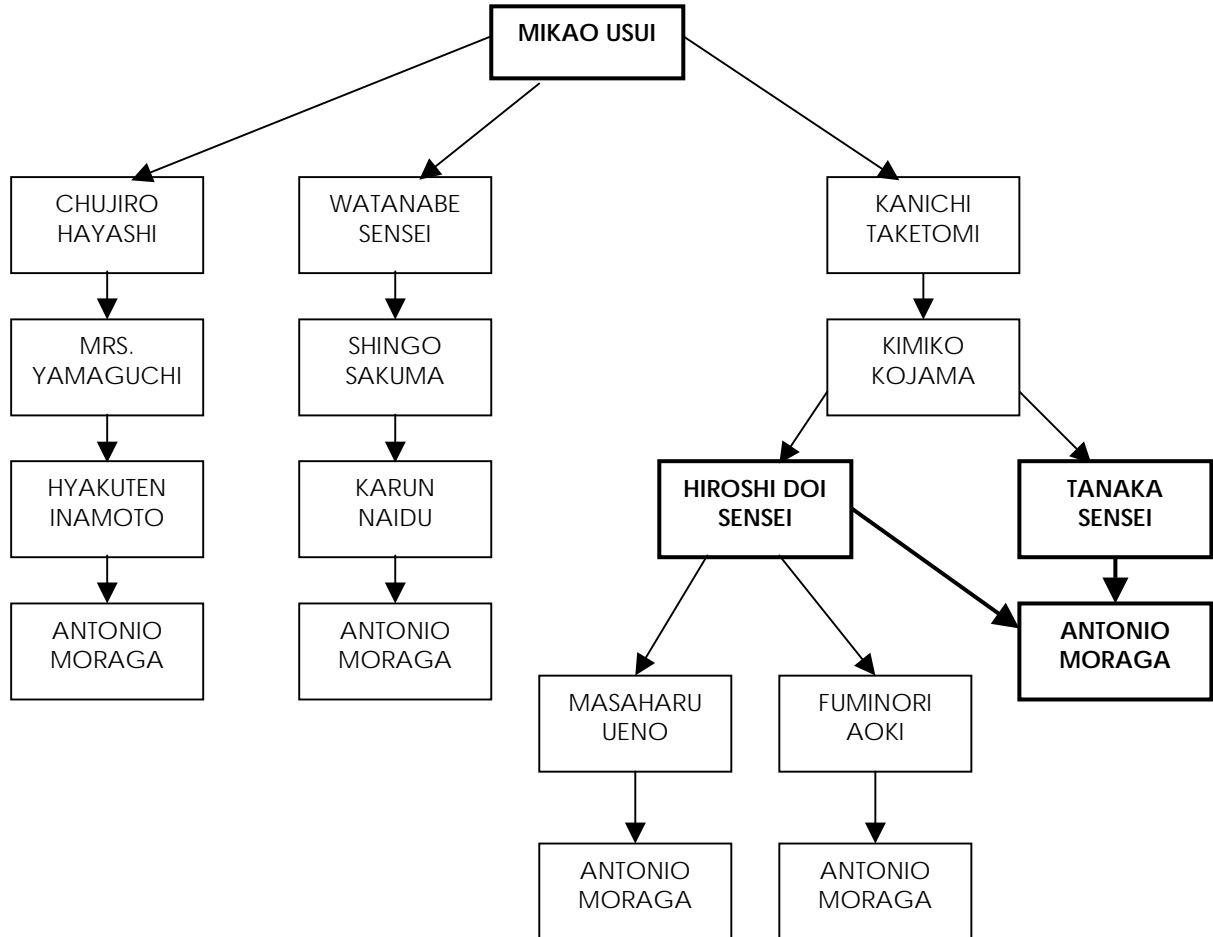 MIKAO USUI
CHUJIRO
HAYASHI
WATANABE
SENSEI
KANICHI
TAKETOMI
MRS.
YAMAGUCHI
SHINGO
SAKUMA
KIMIKO
KOJAMA
HYAKUTEN
INAMOTO
KARUN
NAIDU
HIROSHI DOI
SENSEI
TANAKA
SENSEI
ANTONIO
MORAGA
ANTONIO
MORAGA
ANTONIO
MORAGA
MASAHARU
UENO
FUMINORI
AOKI
ANTONIO
MORAGA
ANTONIO
MORAGA